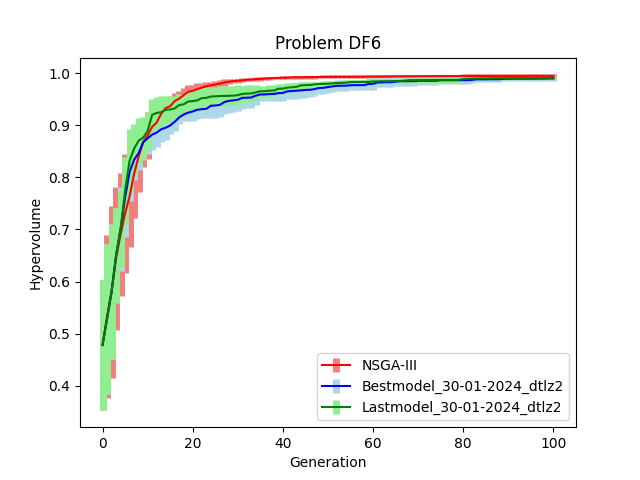 Problem DF6
Hypervolume
1.0
0.9
0.8
0.7
0.6
0.5
0.4
NSGA-III
Bestmodel_30-01-2024_dtlz2
Lastmodel_30-01-2024_dtlz2
0 20 40 60 80 100
Generation